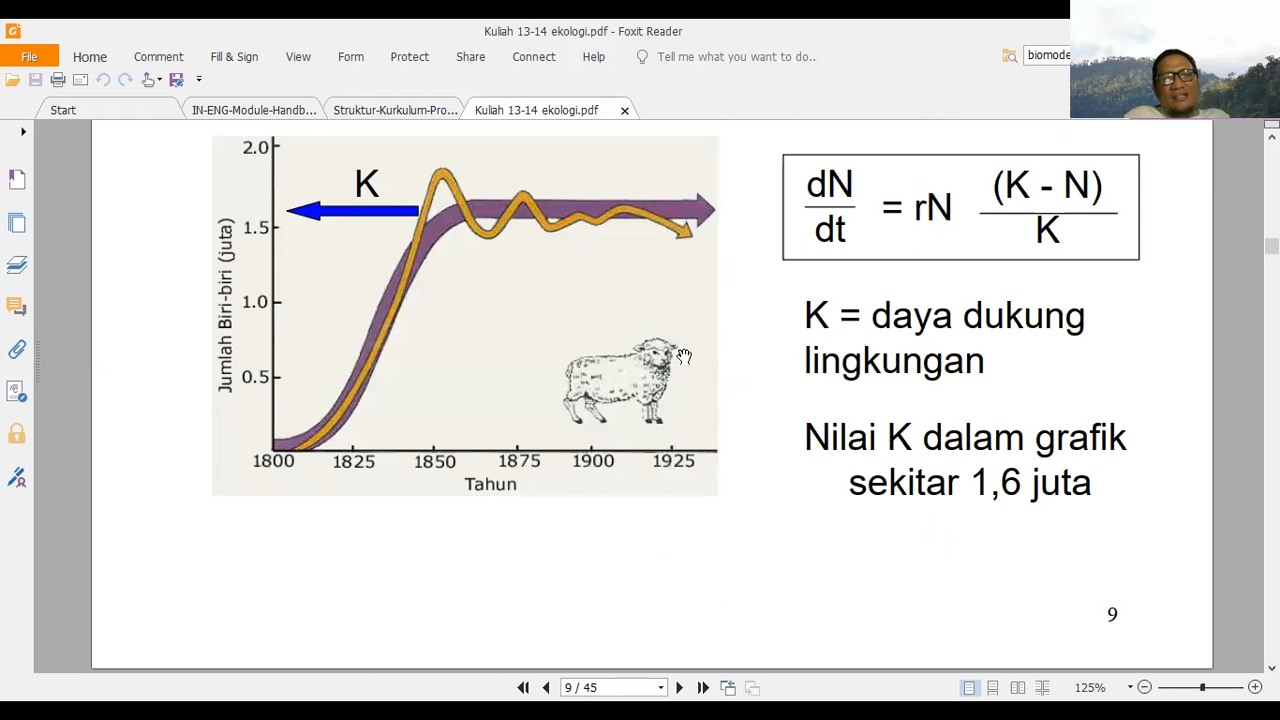 Kuliah 13-14 ekologi.pdf - Foxit Reader
File Home Comment Fill & Sign View Form Protect Share Connect Help Tell me what you want to do..
Start IN-ENG-Module-Handb... Struktur-Kurkulum-Pro... Kuliah 13-14 ekologi.pdf
2.0
1.5
1.0
0.5
Jumlah Biri-biri (juta)
K
1800 1825 1850 1875 1900 1925
Tahun
dN
dt
= rN
(K - N)
K
K = daya dukung
lingkungan
Nilai K dalam grafik
sekitar 1,6 juta
9
9 / 45
125%